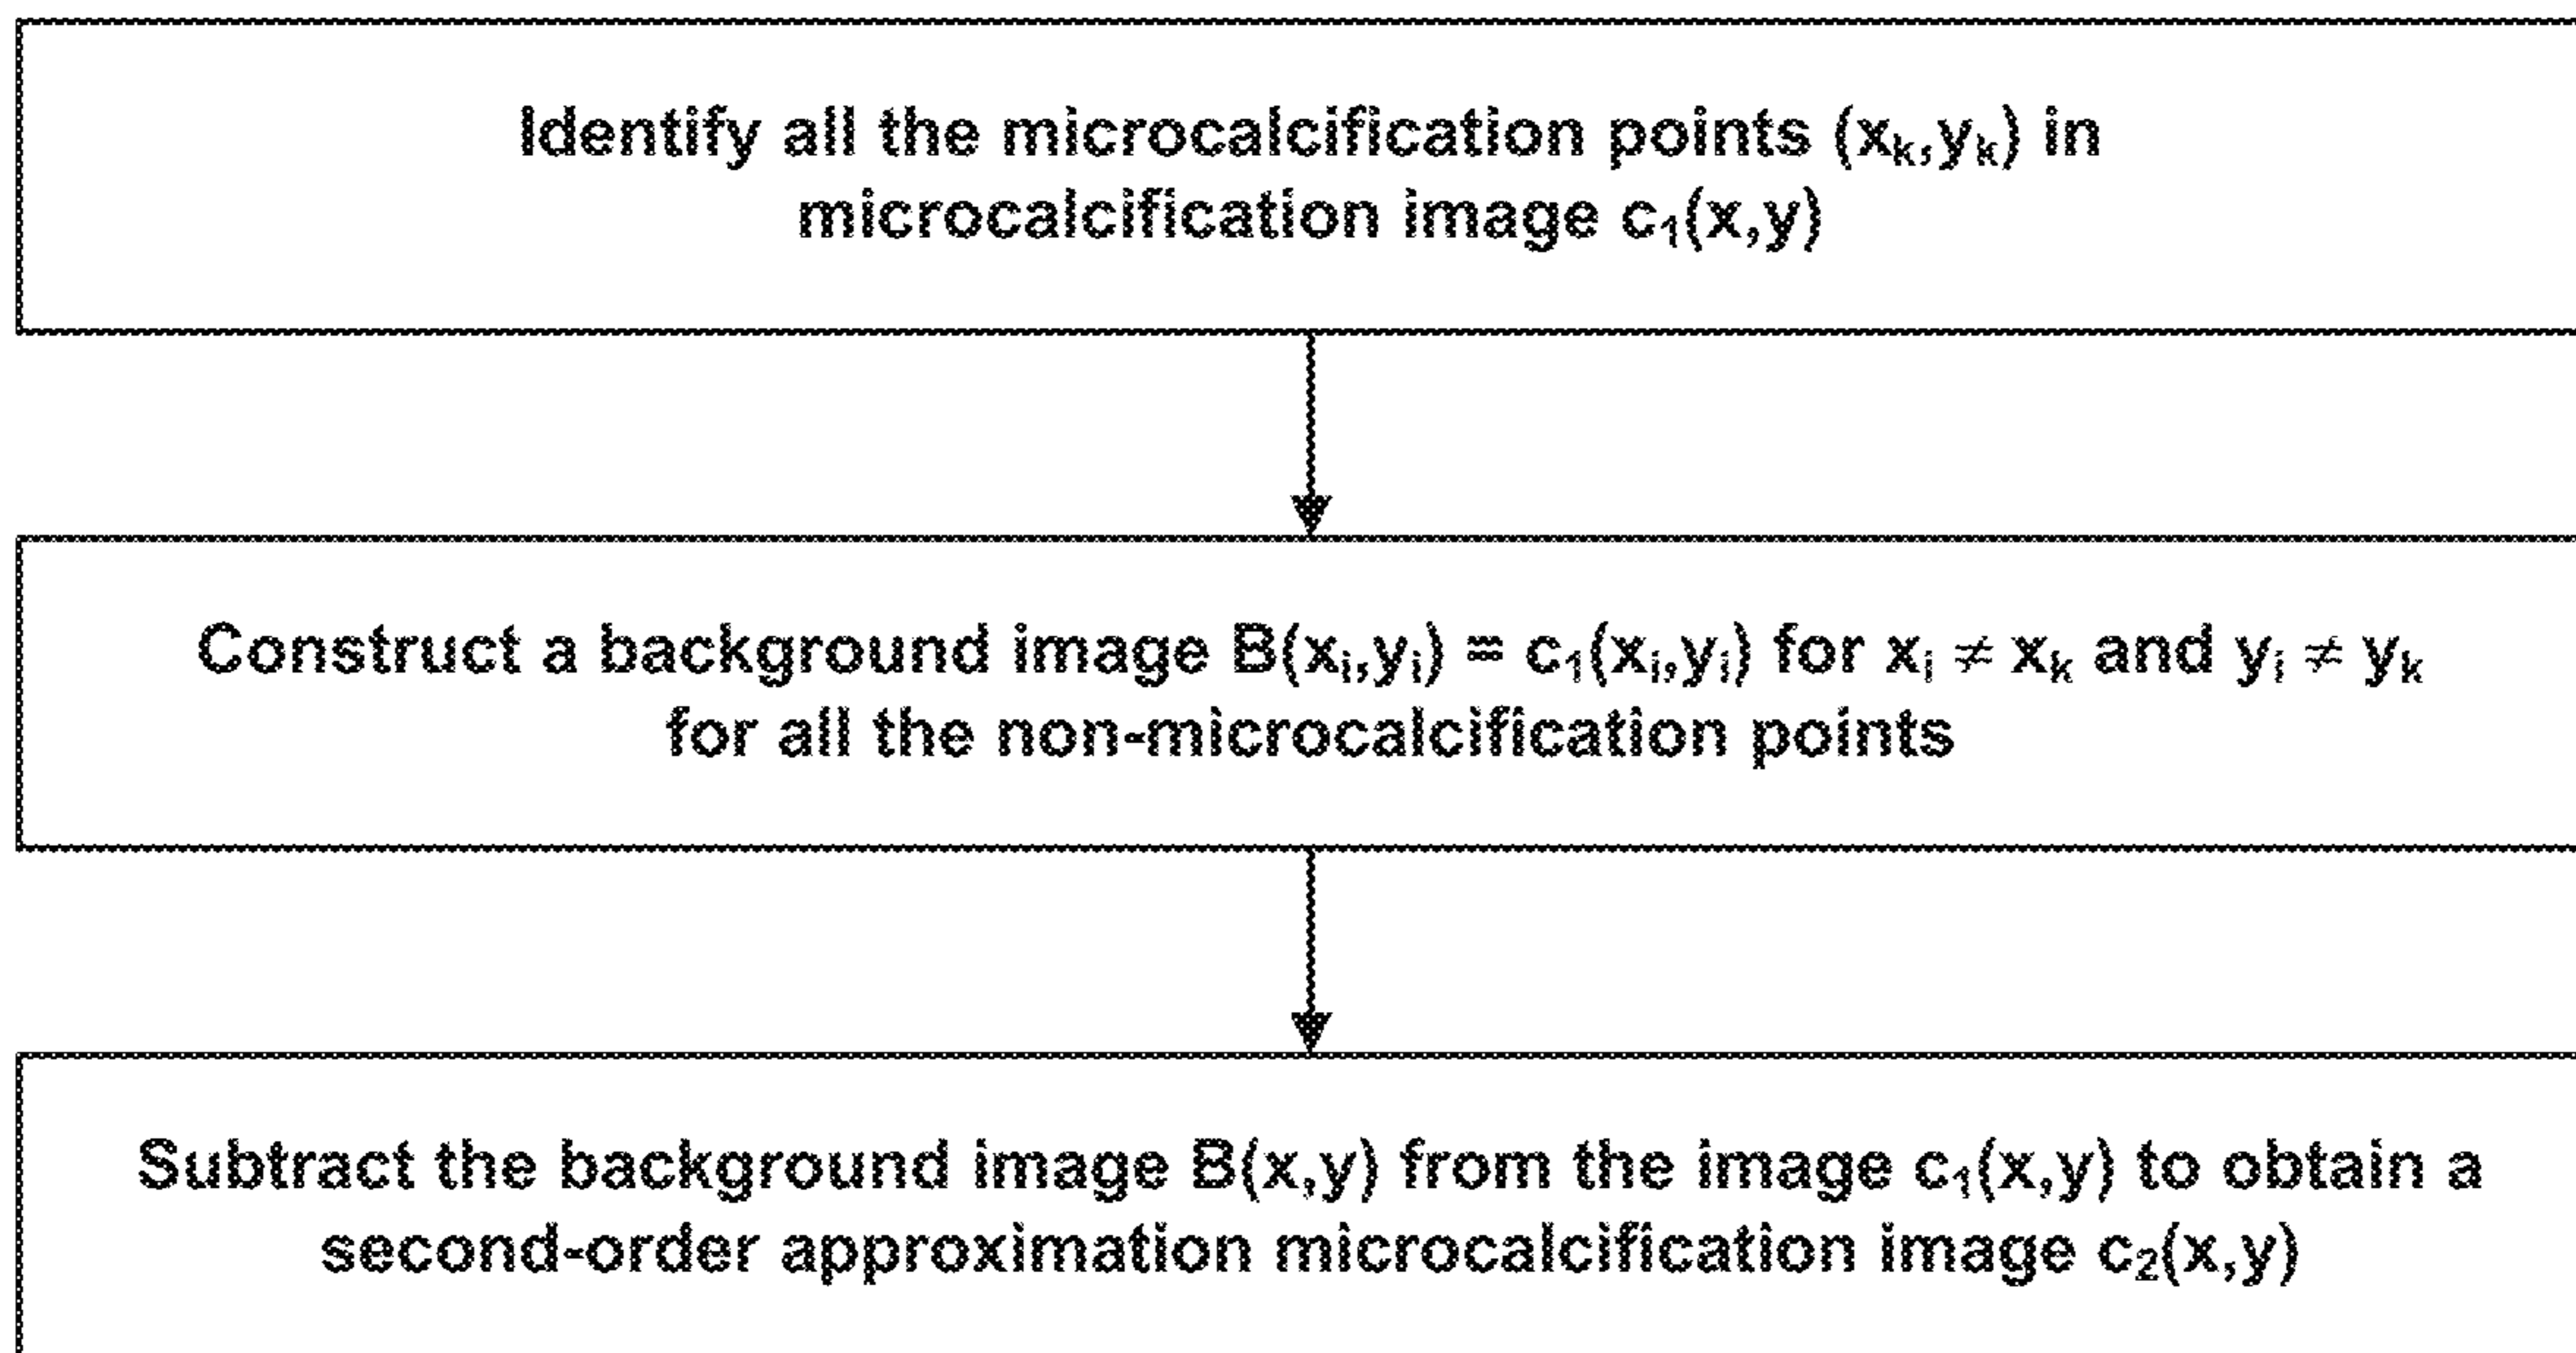 Identify all the microcalcification points (xₖ,yₖ) in
microcalcification image c₁(x,y)
Construct a background image B(xᵢ,yᵢ) = c₁(xᵢ,yᵢ) for xᵢ ≠ xₖ and yᵢ ≠ yₖ
for all the non-microcalcification points
Subtract the background image B(x,y) from the image c₁(x,y) to obtain a
second-order approximation microcalcification image c₂(x,y)